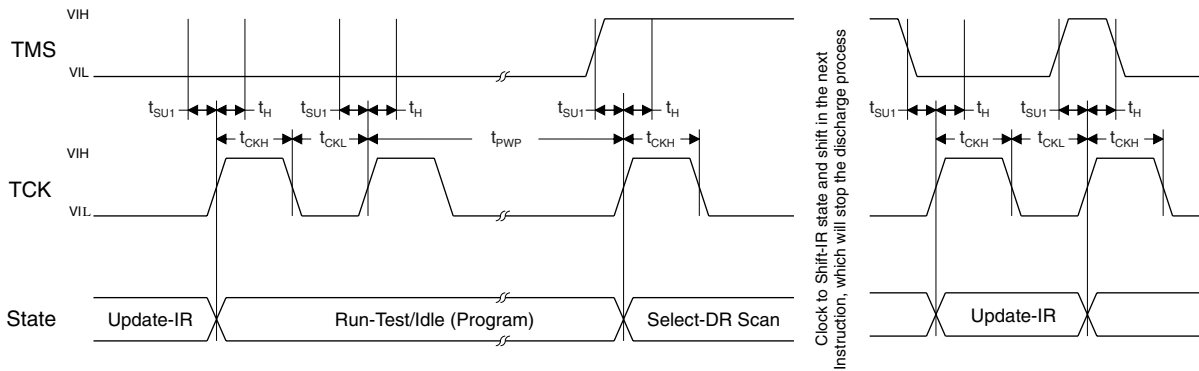 VIH
TMS
VIL
tSU1 tH tSU1 tH tSU1 tH tSU1 tH tSU1 tH
tCKH tCKL tPWP tCKH tCKH tCKL tCKH
VIH
TCK
VIL
State
Update-IR
Run-Test/Idle (Program)
Select-DR Scan
Clock to Shift-IR state and shift in the next
Instruction, which will stop the discharge process
Update-IR